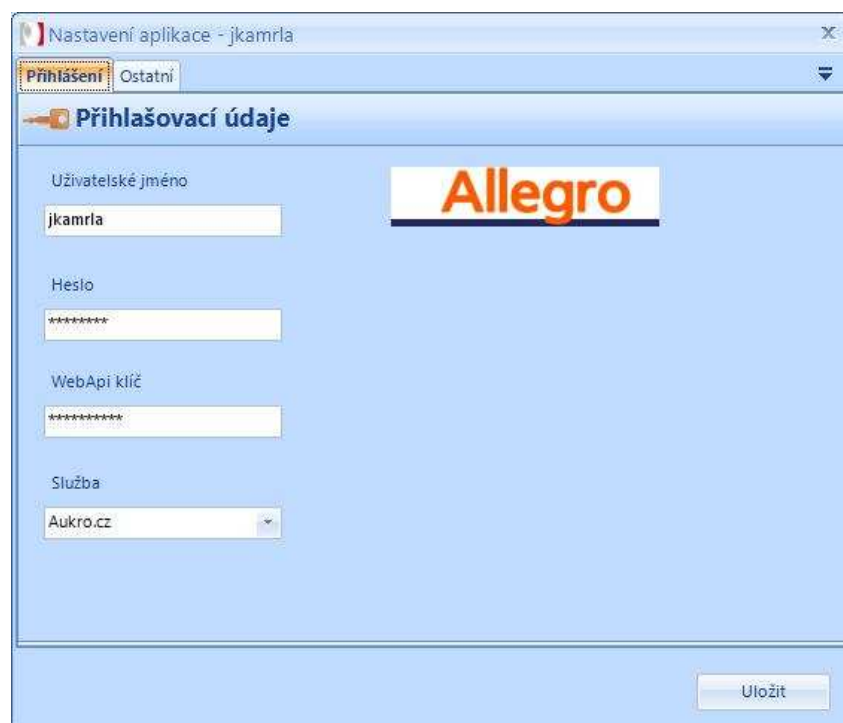 Nastavení aplikace - jkamrla
Přihlášení Ostatní
Přihlašovací údaje
Uživatelské jméno
Allegro
jkamrla
Heslo
********
WebApi klíč
**********
Služba
Aukro.cz
Uložit